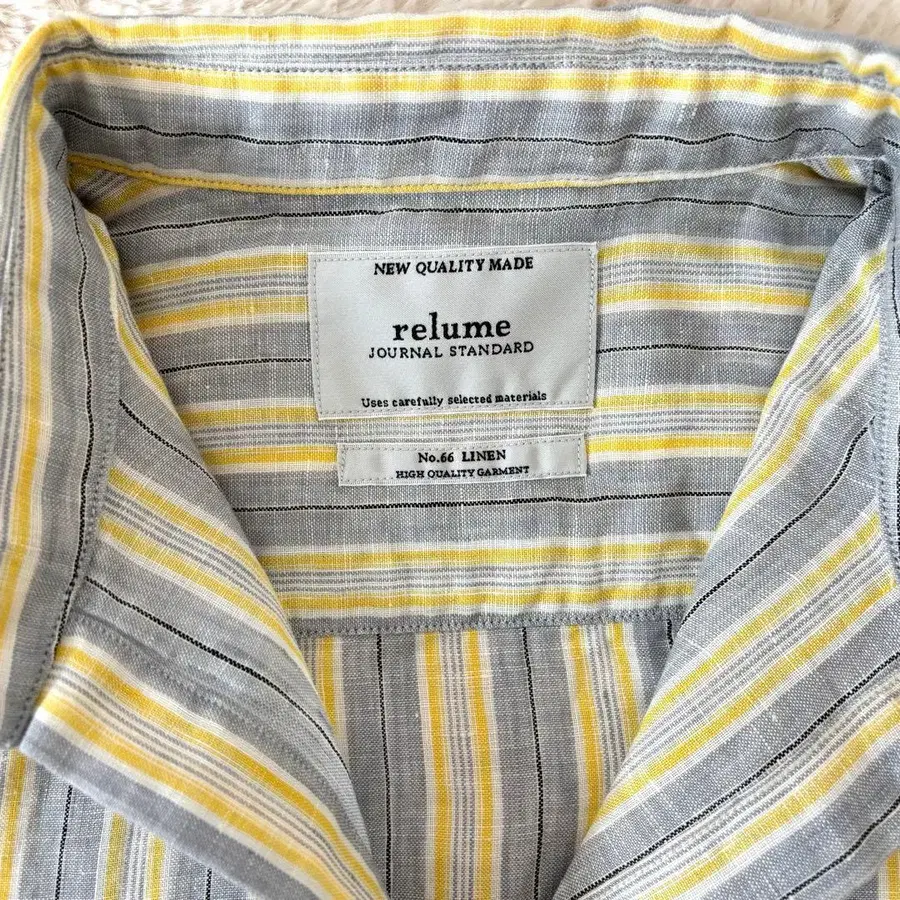 NEW QUALITY MADE
relume
JOURNAL STANDARD
Uses carefully selected materials
No.66 LINEN
HIGH QUALITY GARMENT